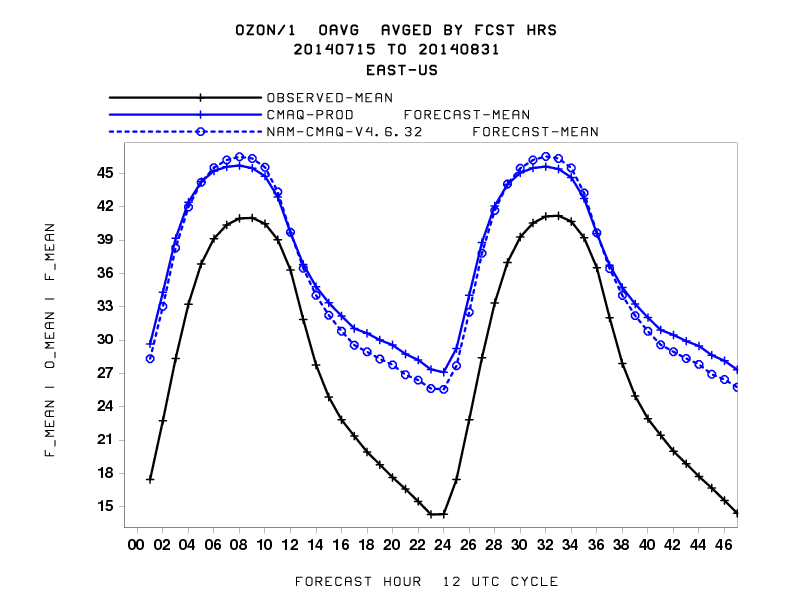 OZON/1 OAVG AVGED BY FCST HRS
20140715 TO 20140831
EAST-US
OBSERVED-MEAN
CMAQ-PROD FORECAST-MEAN
NAM-CMAQ-V4.6.32 FORECAST-MEAN
F_MEAN | O_MEAN | F_MEAN
45
42
39
36
33
30
27
24
21
18
15
00 02 04 06 08 10 12 14 16 18 20 22 24 26 28 30 32 34 36 38 40 42 44 46
FORECAST HOUR 12 UTC CYCLE